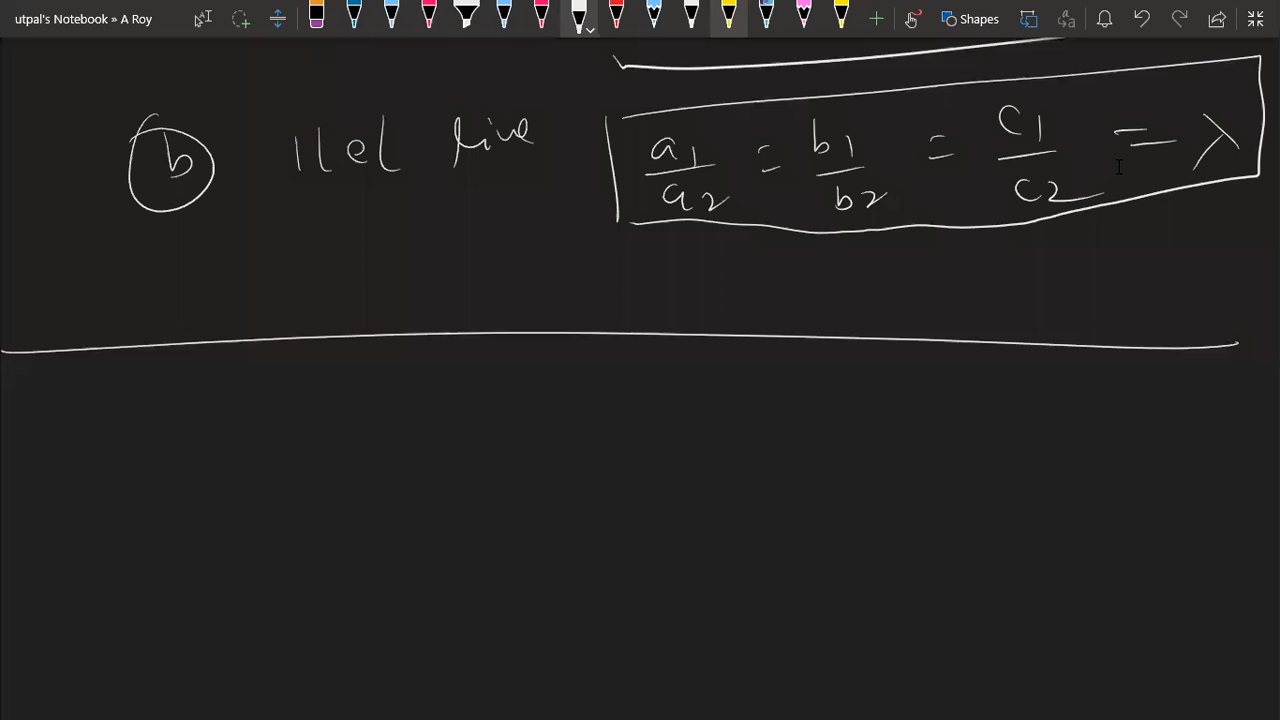 utpal's Notebook » A Roy
Shapes
b llel line a1/a2 = b1/b2 = c1/c2 = λ